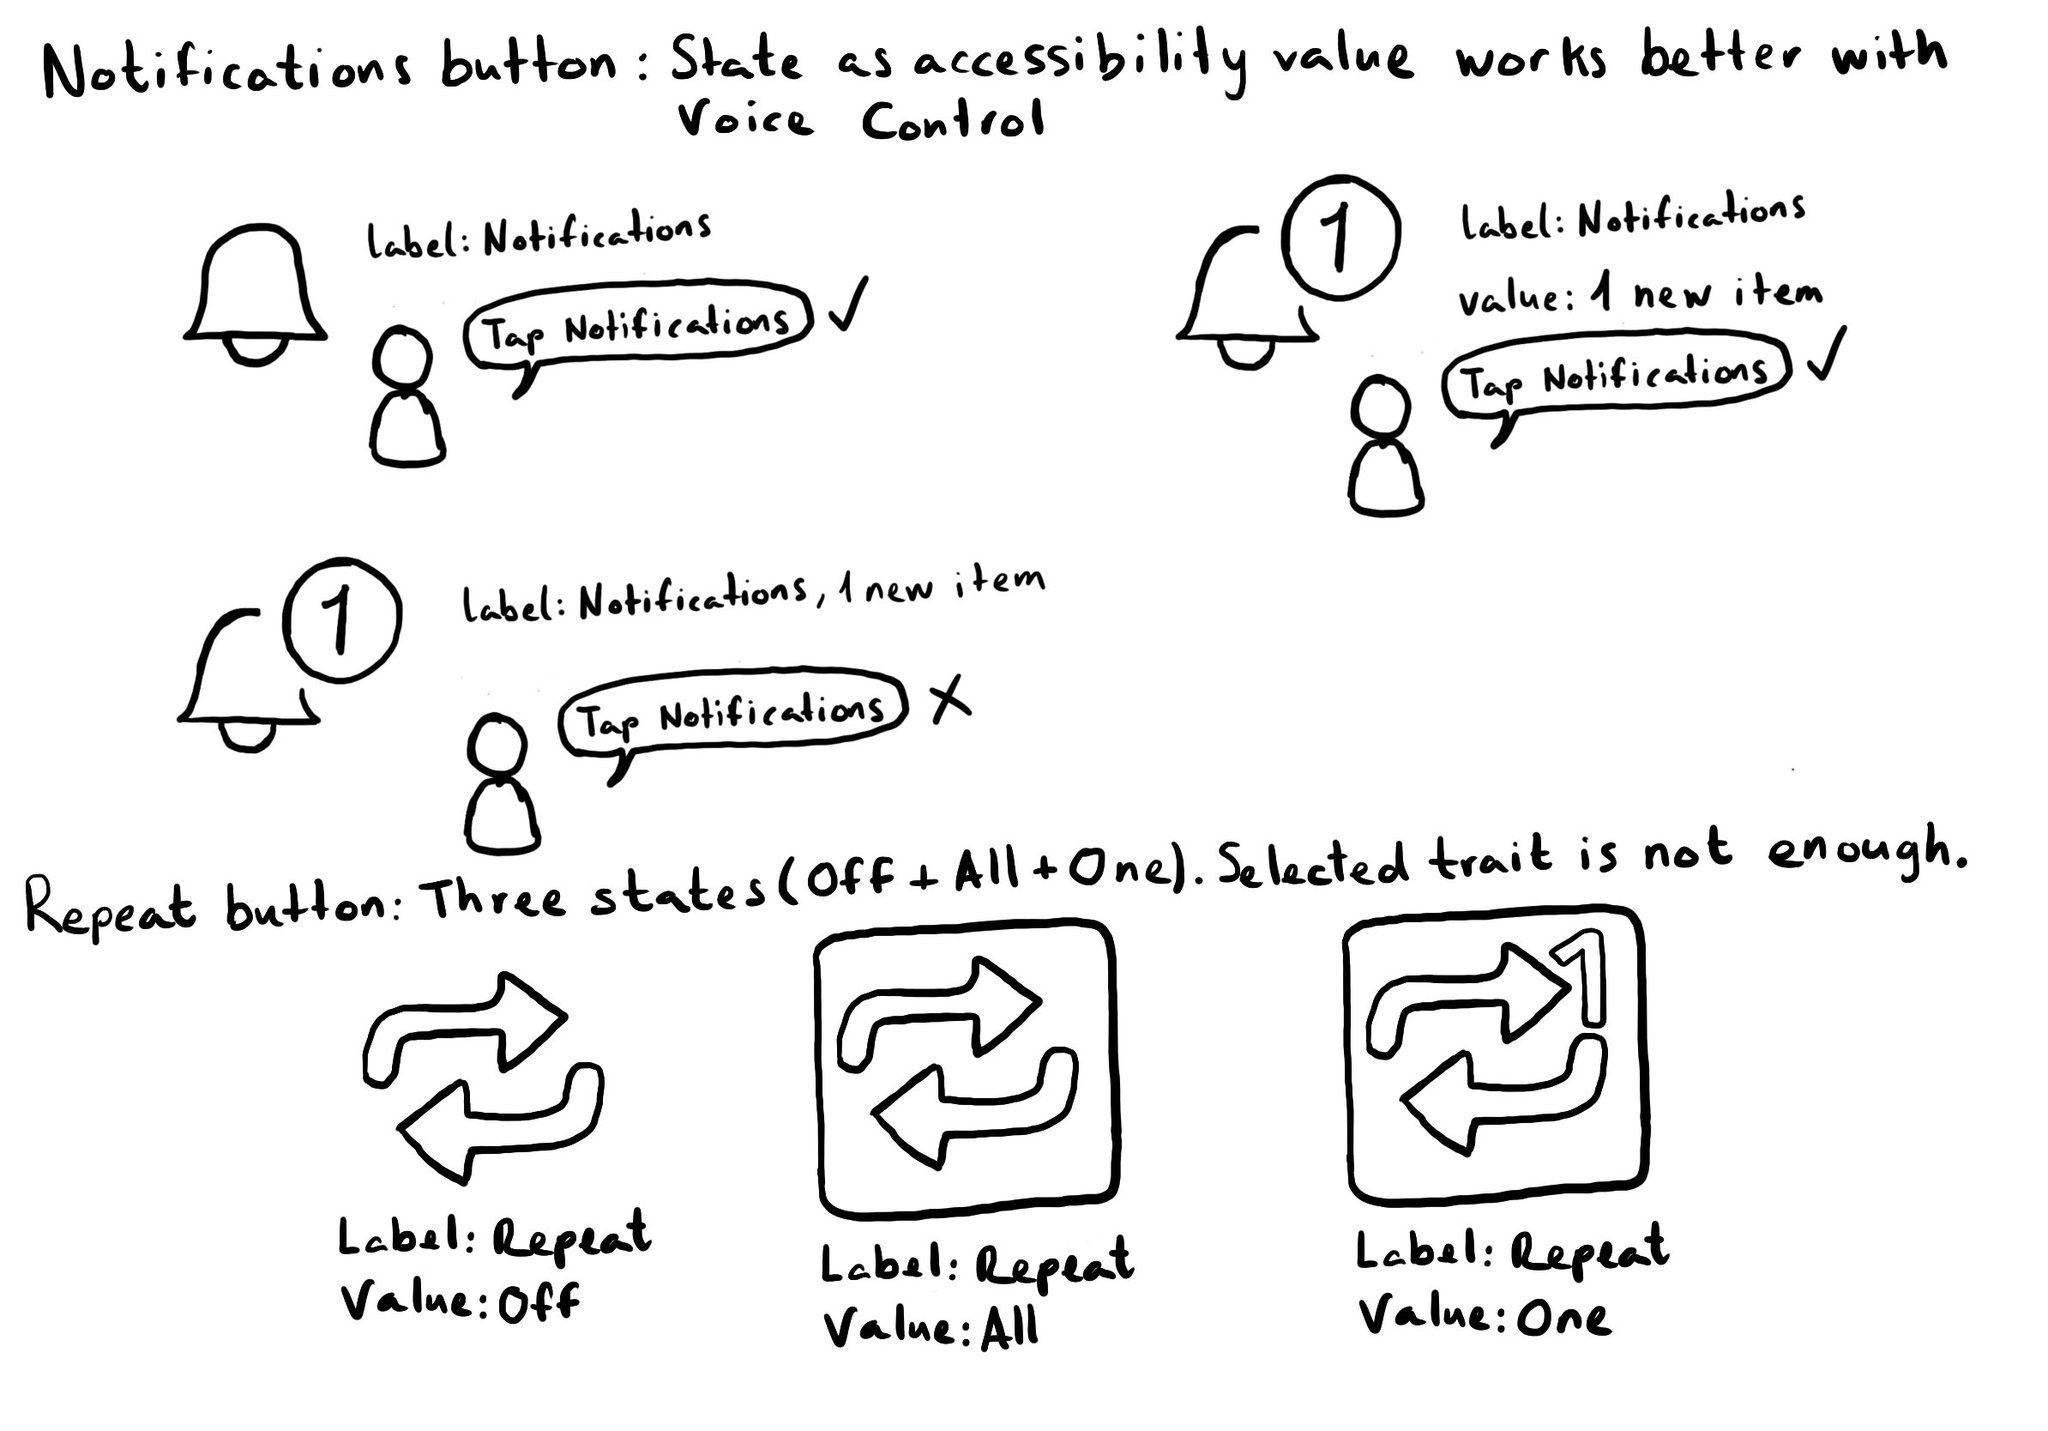 Notifications button: State as accessibility value works better with
Voice Control
Label: Notifications
Tap Notifications ✓
1
Label: Notifications
value: 1 new item
Tap Notifications ✓
1
Label: Notifications, 1 new item
Tap Notifications X
Repeat button: Three states (Off + All + One). Selected trait is not enough.
Label: Repeat
Value: Off
Label: Repeat
Value: All
1
Label: Repeat
Value: One